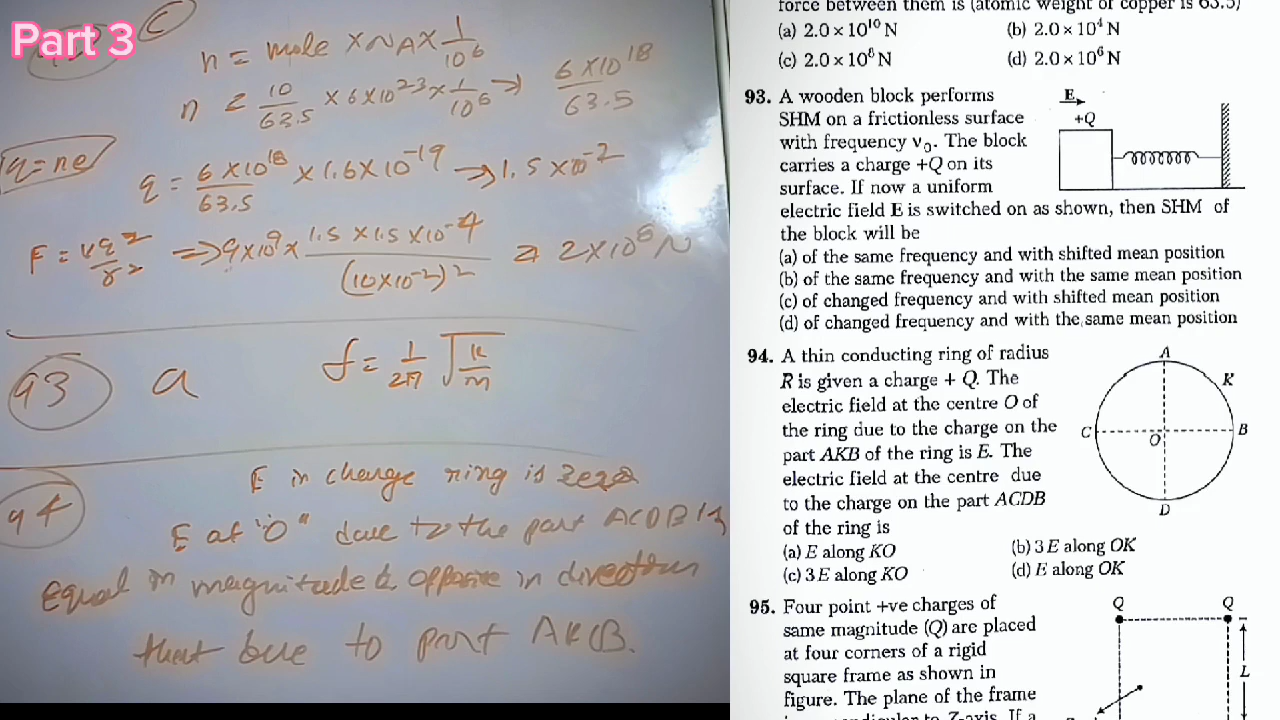 Part 3
C
n = mole × NA × 1/10⁶
n = 10/63.5 × 6×10²³ × 1/10⁶ → 6×10¹⁸/63.5
q=ne
q = 6×10¹⁸/63.5 × 1.6×10⁻¹⁹ → 1.5×10⁻²
F = kq²/r² ⇒ 9×10⁹ × 1.5×1.5×10⁻⁴/(10×10⁻²)² ⇒ 2×10⁸ N
93 a f = 1/2π √k/m
94 E in charge ring is zero
E at "O" due to the part ACDB is
equal in magnitude & opposite in direction
that due to part AKB.
force between them is (atomic weight of copper is 63.5)
(a) 2.0 × 10¹⁰ N (b) 2.0 × 10⁴ N
(c) 2.0 × 10⁸ N (d) 2.0 × 10⁶ N
93. A wooden block performs
SHM on a frictionless surface
with frequency ν₀. The block
carries a charge +Q on its
surface. If now a uniform
E
+Q
electric field E is switched on as shown, then SHM of
the block will be
(a) of the same frequency and with shifted mean position
(b) of the same frequency and with the same mean position
(c) of changed frequency and with shifted mean position
(d) of changed frequency and with the same mean position
94. A thin conducting ring of radius
R is given a charge + Q. The
electric field at the centre O of
the ring due to the charge on the
part AKB of the ring is E. The
electric field at the centre due
to the charge on the part ACDB
of the ring is
A
K
C
O
B
D
(a) E along KO (b) 3E along OK
(c) 3E along KO (d) E along OK
95. Four point +ve charges of
same magnitude (Q) are placed
at four corners of a rigid
square frame as shown in
figure. The plane of the frame
Q Q
L